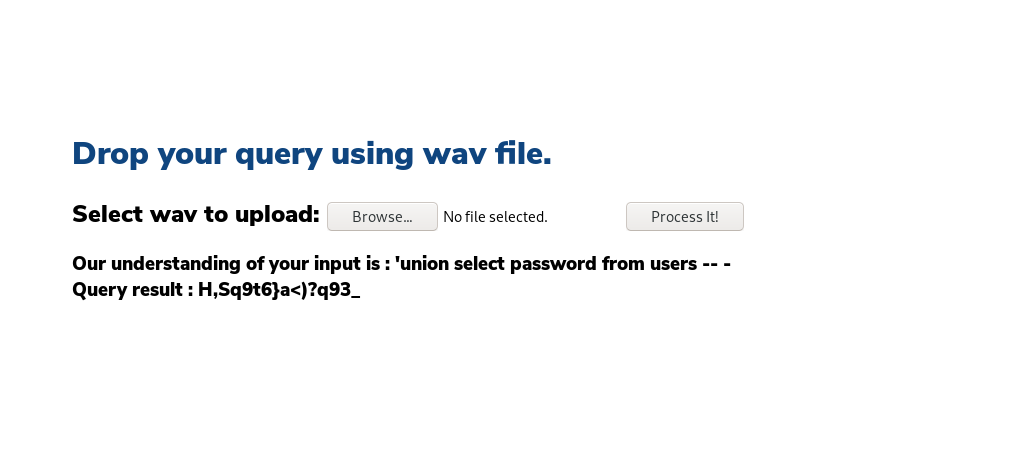 Drop your query using wav file.
Select wav to upload: Browse... No file selected. Process It!
Our understanding of your input is : 'union select password from users -- -
Query result : H,Sq9t6}a<)?q93_